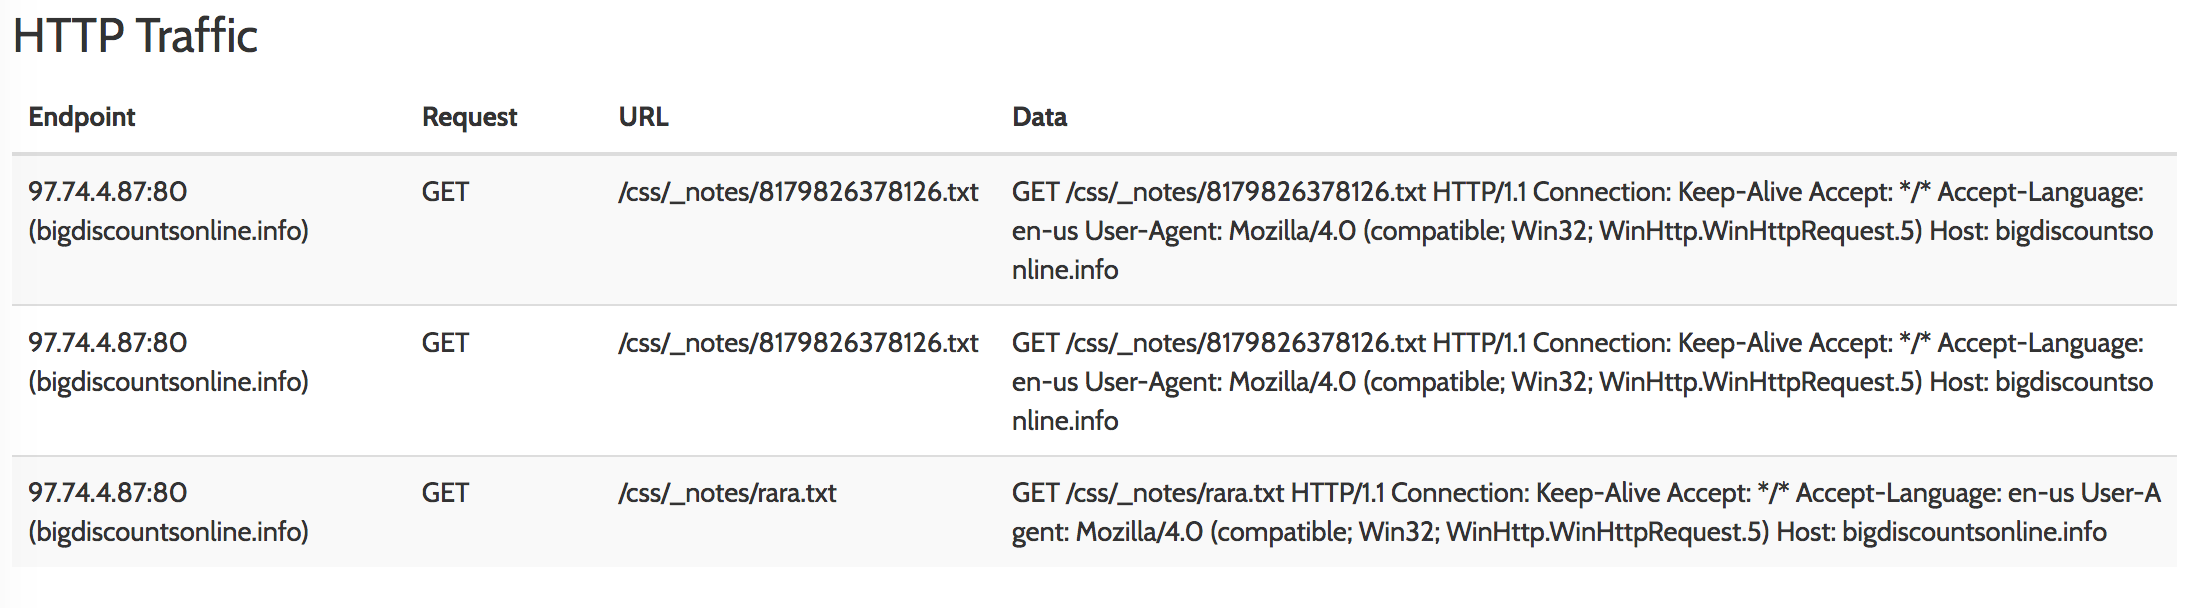 HTTP Traffic
Endpoint Request URL Data
97.74.4.87:80 GET /css/_notes/8179826378126.txt GET /css/_notes/8179826378126.txt HTTP/1.1 Connection: Keep-Alive Accept: */* Accept-Language:
(bigdiscountsonline.info) en-us User-Agent: Mozilla/4.0 (compatible; Win32; WinHttp.WinHttpRequest.5) Host: bigdiscountso
nline.info
97.74.4.87:80 GET /css/_notes/8179826378126.txt GET /css/_notes/8179826378126.txt HTTP/1.1 Connection: Keep-Alive Accept: */* Accept-Language:
(bigdiscountsonline.info) en-us User-Agent: Mozilla/4.0 (compatible; Win32; WinHttp.WinHttpRequest.5) Host: bigdiscountso
nline.info
97.74.4.87:80 GET /css/_notes/rara.txt GET /css/_notes/rara.txt HTTP/1.1 Connection: Keep-Alive Accept: */* Accept-Language: en-us User-A
(bigdiscountsonline.info) gent: Mozilla/4.0 (compatible; Win32; WinHttp.WinHttpRequest.5) Host: bigdiscountsonline.info